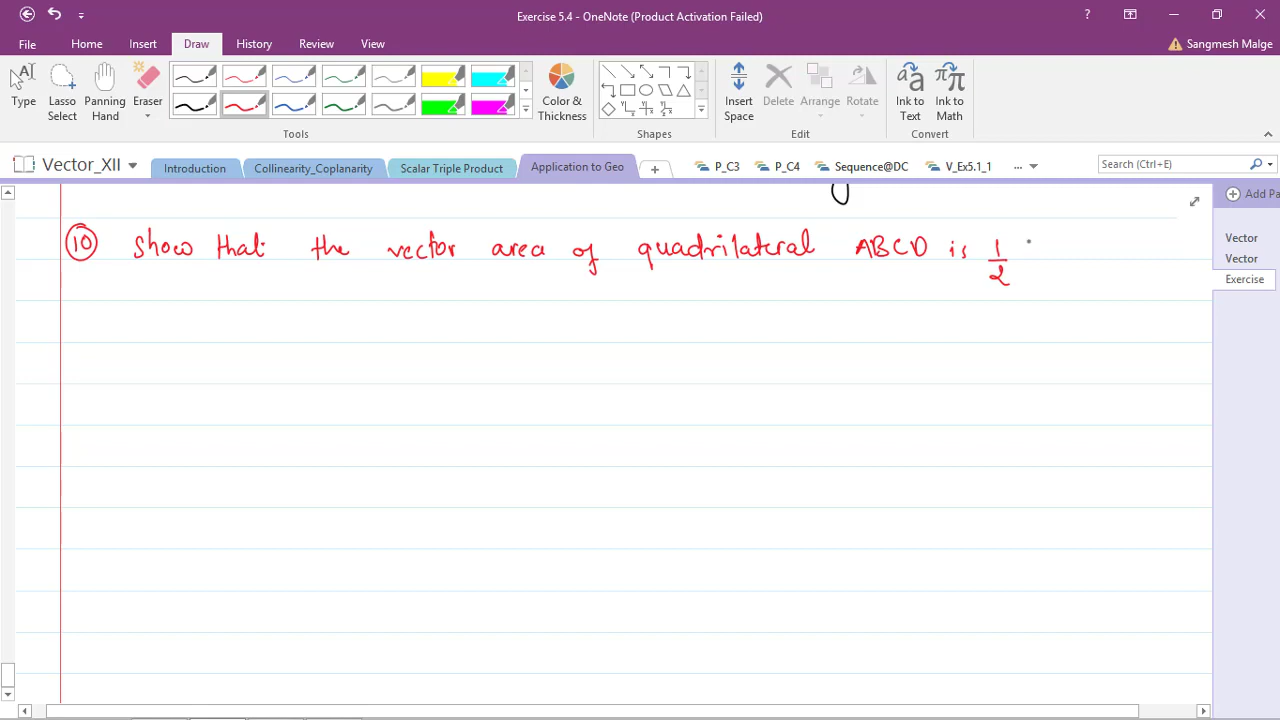 Exercise 5.4 - OneNote (Product Activation Failed)
?
File Home Insert Draw History Review View
Sangmesh Malge
Type Lasso Select Panning Hand Eraser
Color & Thickness
Insert Space Delete Arrange Rotate
Ink to Text Ink to Math
Tools Shapes Edit Convert
Vector_XII Introduction Collinearity_Coplanarity Scalar Triple Product Application to Geo
P_C3 P_C4 Sequence@DC V_Ex5.1_1 ...
Search (Ctrl+E)
Add Pa
Vector
Vector
Exercise
10 Show that the vector area of quadrilateral ABCD is 1/2